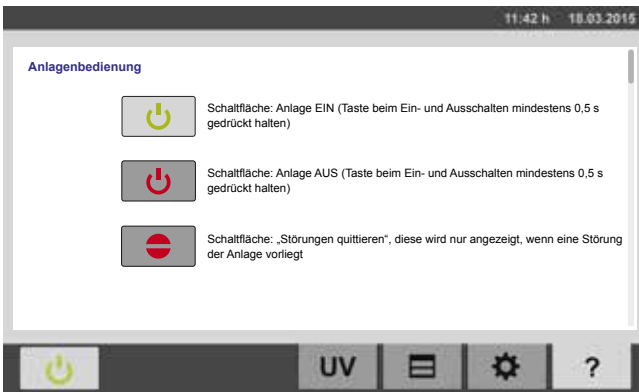 11:42 h 18.03.2015
Anlagenbedienung
Schaltfläche: Anlage EIN (Taste beim Ein- und Ausschalten mindestens 0,5 s
gedrückt halten)
Schaltfläche: Anlage AUS (Taste beim Ein- und Ausschalten mindestens 0,5 s
gedrückt halten)
Schaltfläche: „Störungen quittieren“, diese wird nur angezeigt, wenn eine Störung
der Anlage vorliegt
UV ?